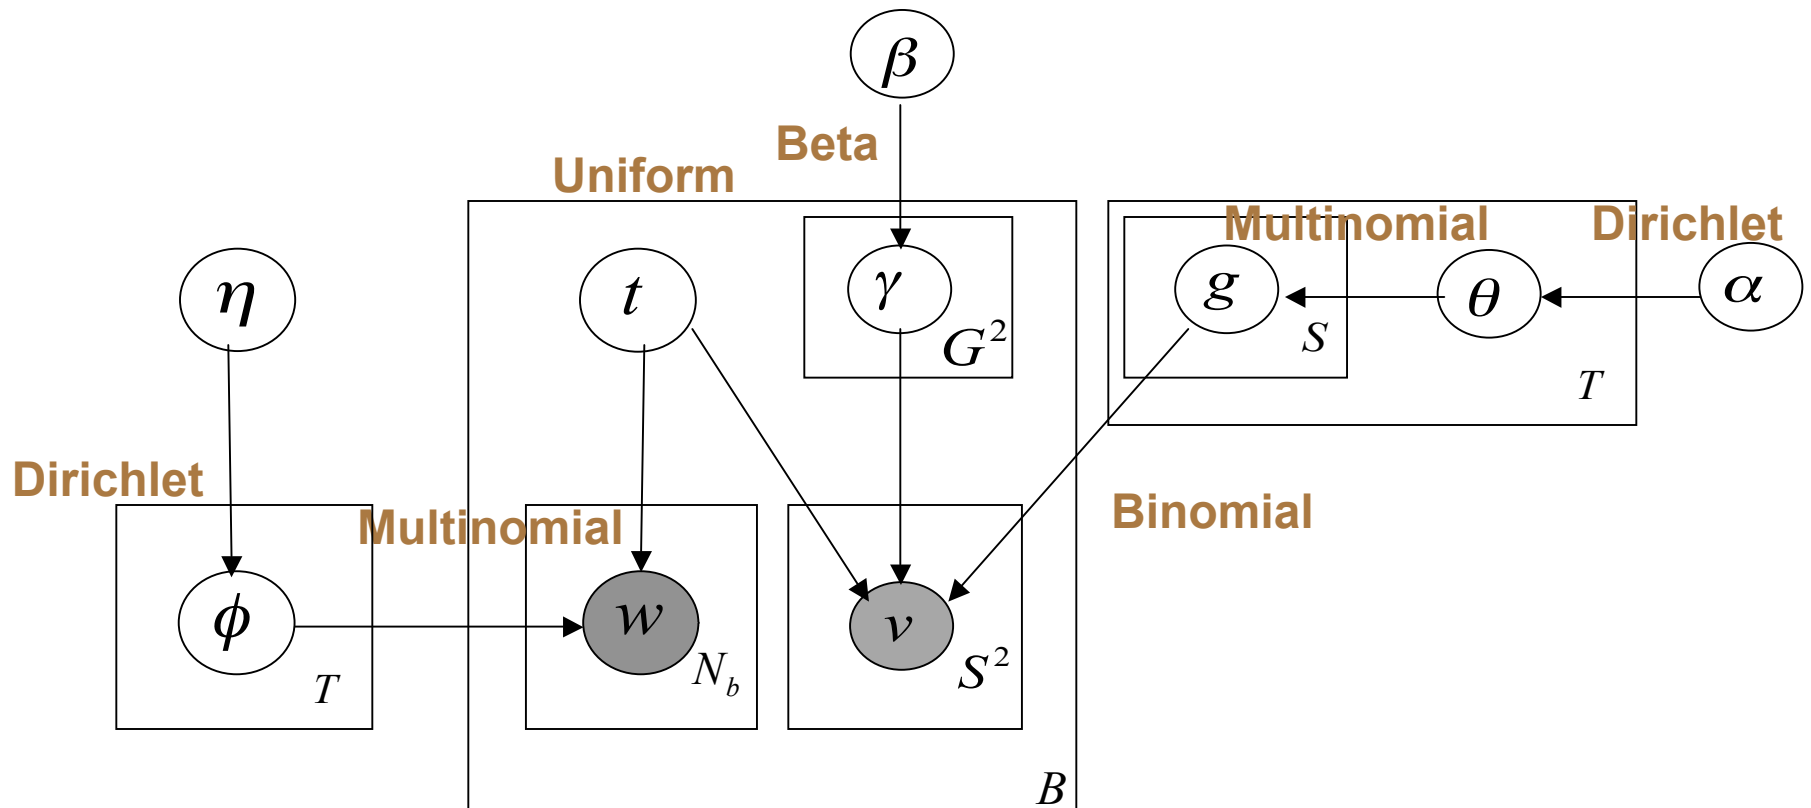 β
Beta
Uniform
Multinomial
Dirichlet
η
t
γ
G²
g
S
θ
α
T
Dirichlet
Multinomial
Binomial
ϕ
T
w
N_b
v
S²
B